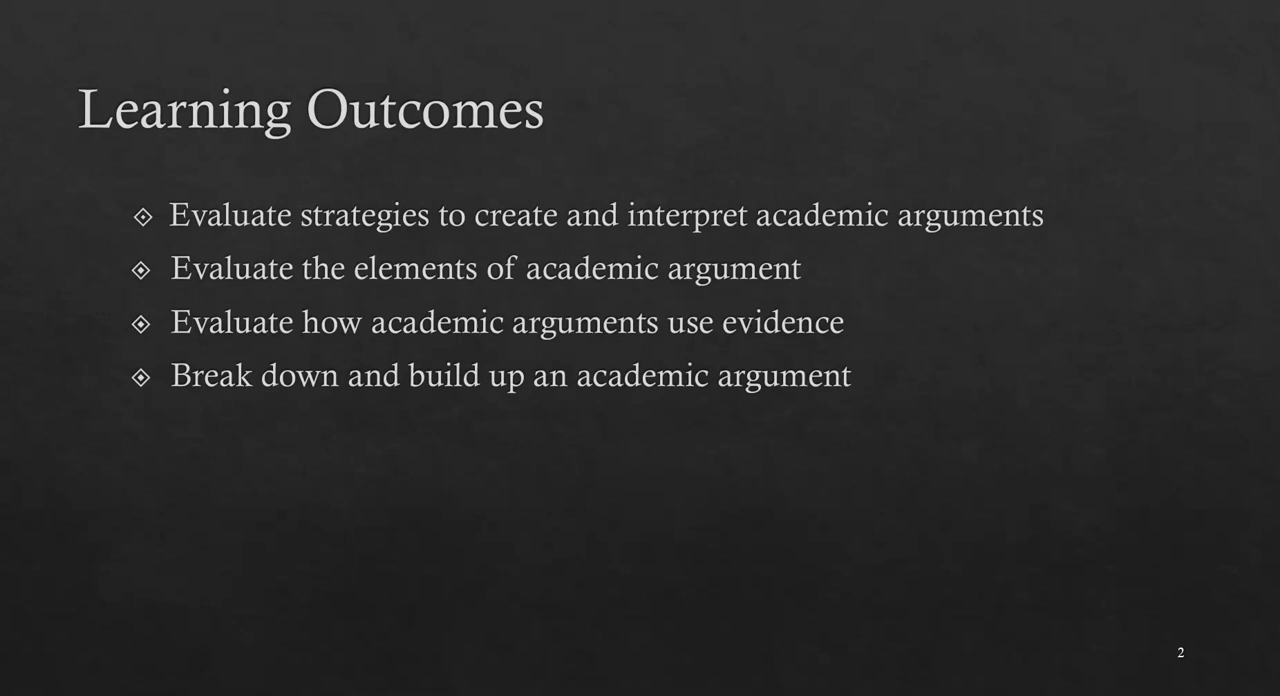 Learning Outcomes
Evaluate strategies to create and interpret academic arguments
Evaluate the elements of academic argument
Evaluate how academic arguments use evidence
Break down and build up an academic argument
2